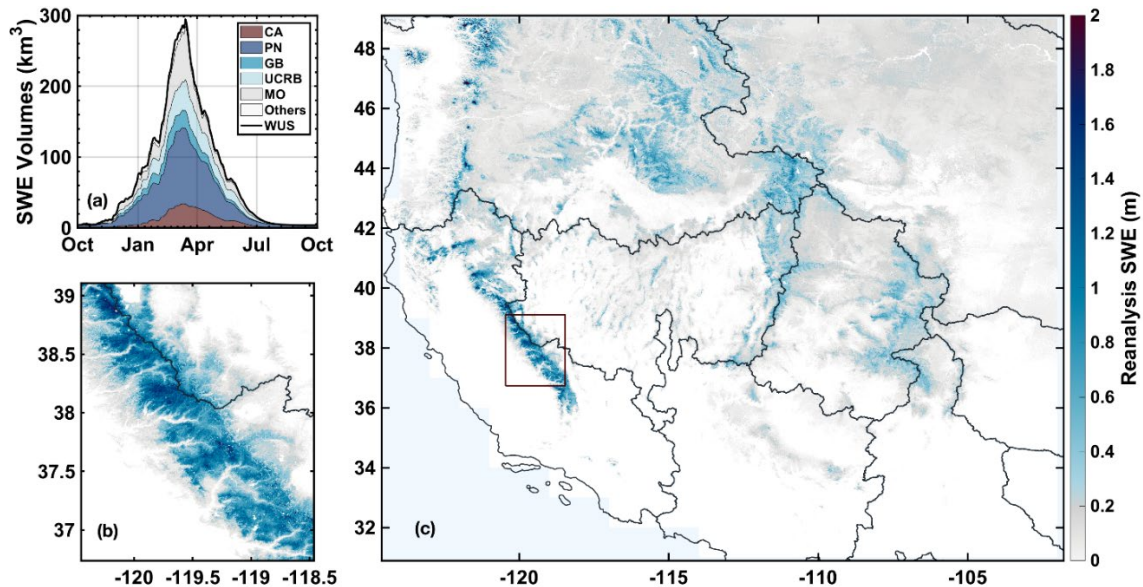 SWE Volumes (km³)
300
200
100
0
CA
PN
GB
UCRB
MO
Others
WUS
(a)
Oct Jan Apr Jul Oct
39
38.5
38
37.5
37
(b)
-120 -119.5 -119 -118.5
48
46
44
42
40
38
36
34
32
(c)
-120 -115 -110 -105
2
1.8
1.6
1.4
1.2
1
0.8
0.6
0.4
0.2
0
Reanalysis SWE (m)